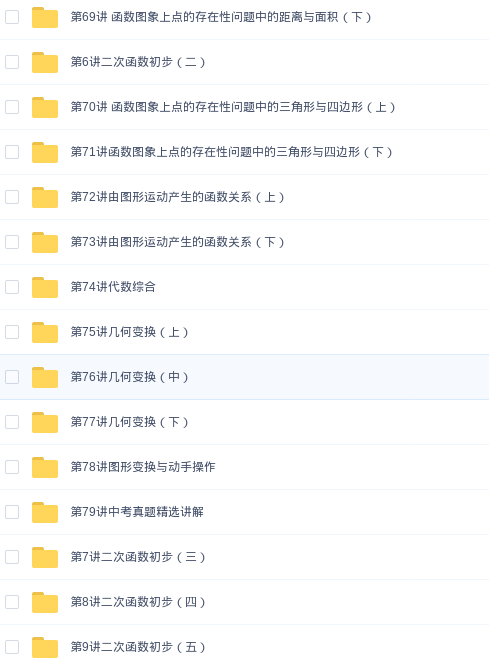 第69讲 函数图象上点的存在性问题中的距离与面积（下）
第6讲二次函数初步（二）
第70讲 函数图象上点的存在性问题中的三角形与四边形（上）
第71讲函数图象上点的存在性问题中的三角形与四边形（下）
第72讲由图形运动产生的函数关系（上）
第73讲由图形运动产生的函数关系（下）
第74讲代数综合
第75讲几何变换（上）
第76讲几何变换（中）
第77讲几何变换（下）
第78讲图形变换与动手操作
第79讲中考真题精选讲解
第7讲二次函数初步（三）
第8讲二次函数初步（四）
第9讲二次函数初步（五）